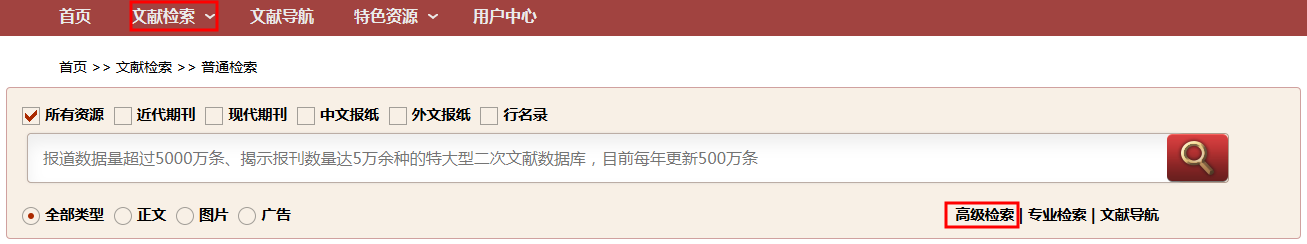 首页 文献检索 文献导航 特色资源 用户中心
首页 >> 文献检索 >> 普通检索
所有资源 近代期刊 现代期刊 中文报纸 外文报纸 行名录
报道数据量超过5000万条、揭示报刊数量达5万余种的特大型二次文献数据库，目前每年更新500万条
全部类型 正文 图片 广告 高级检索 | 专业检索 | 文献导航